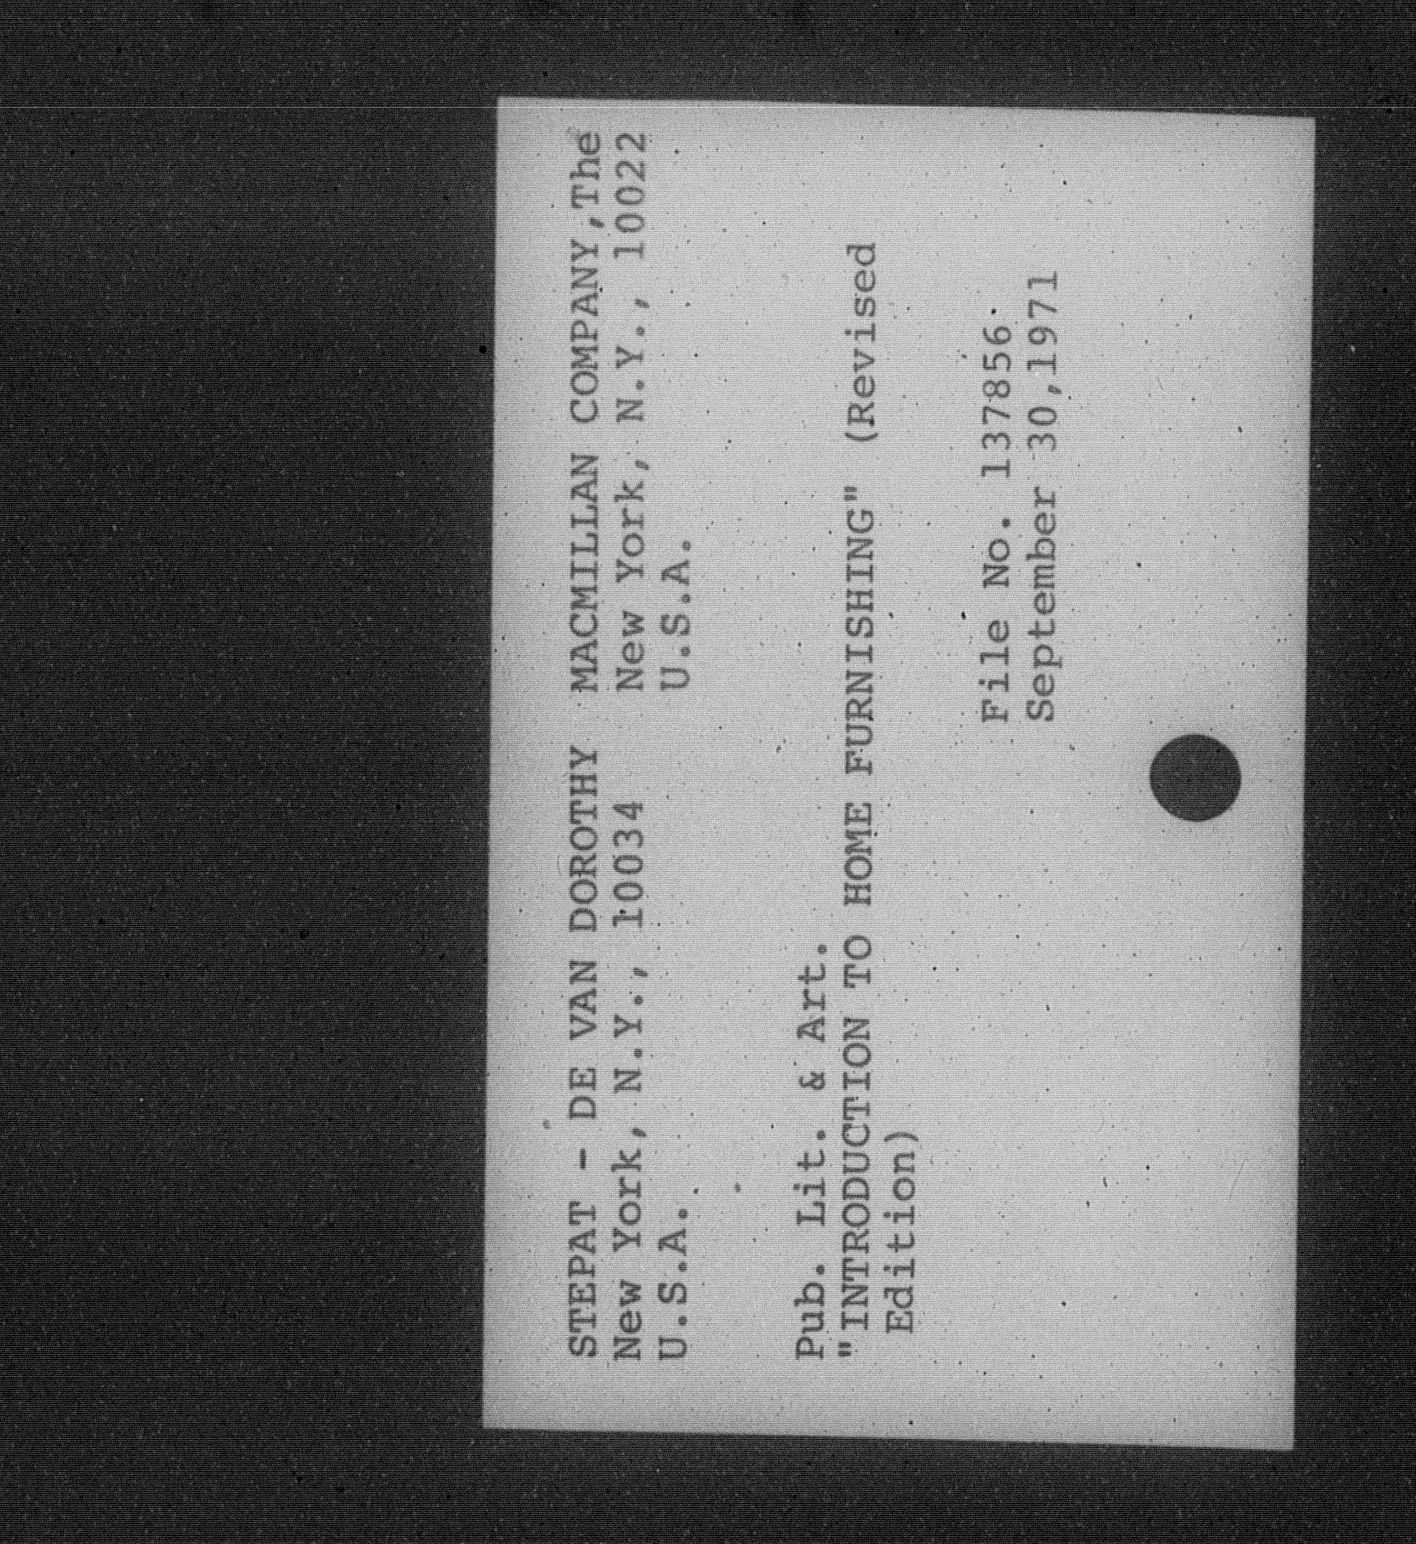 STEPAT - DE VAN DOROTHY MACMILLAN COMPANY,The
New York, N.Y., 10034 New York, N.Y., 10022
U.S.A. U.S.A.
Pub. Lit. & Art.
"INTRODUCTION TO HOME FURNISHING" (Revised
Edition)
File No. 137856
September 30,1971